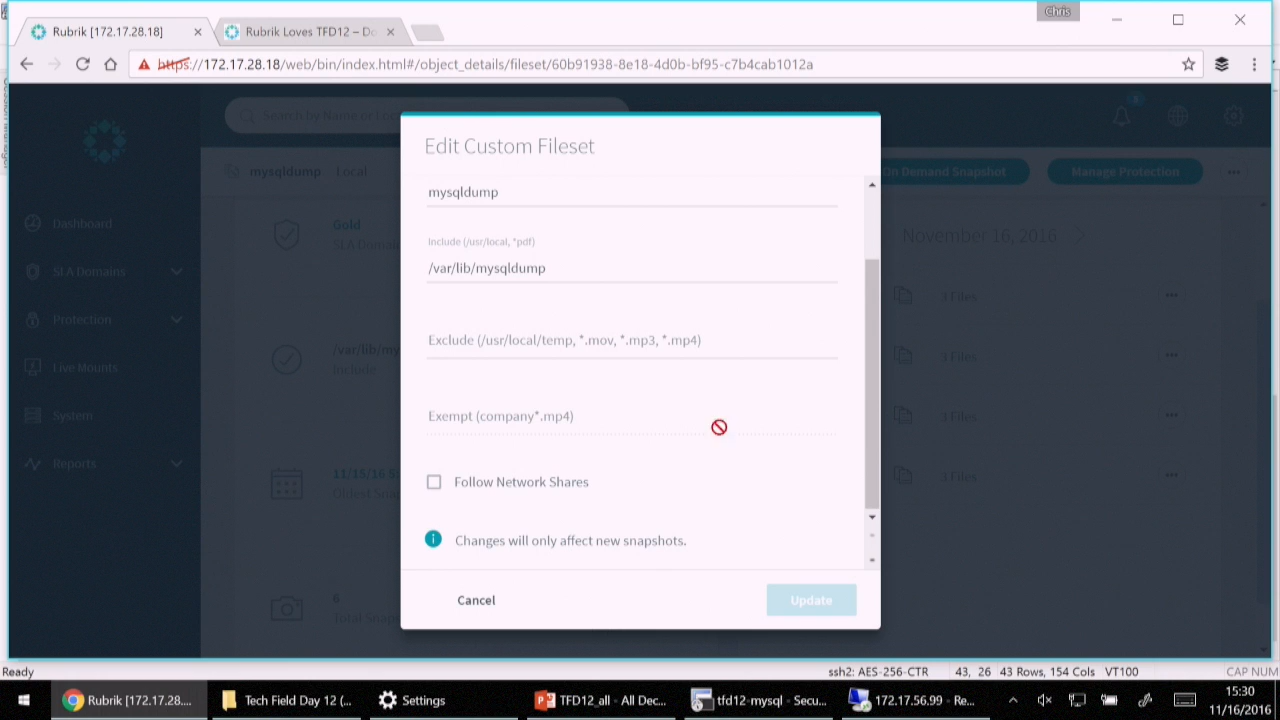 Chris
Rubrik [172.17.28.18]
Rubrik Loves TFD12 – Do
https://172.17.28.18/web/bin/index.html#/object_details/fileset/60b91938-8e18-4d0b-bf95-c7b4cab1012a
Search by Name or
Edit Custom Fileset
mysqldump Local
On Demand Snapshot
Manage Protection
mysqldump
Dashboard
Gold
SLA Domain
November 16, 2016
Include (/usr/local, *pdf)
/var/lib/mysqldump
SLA Domains
3 Files
Protection
Exclude (/usr/local/temp, *.mov, *.mp3, *.mp4)
/var/lib/my
Include
3 Files
Live Mounts
System
Exempt (company*.mp4)
3 Files
Reports
11/15/16
Oldest Snap
Follow Network Shares
3 Files
Changes will only affect new snapshots.
6
Total Snap
Cancel
Update
Ready
ssh2: AES-256-CTR
43, 26
43 Rows, 154 Cols
VT100
CAP NUM
Rubrik [172.17.28....
Tech Field Day 12 (...
Settings
TFD12_all - All Dec...
tfd12-mysql - Secu...
172.17.56.99 - Re...
15:30
11/16/2016